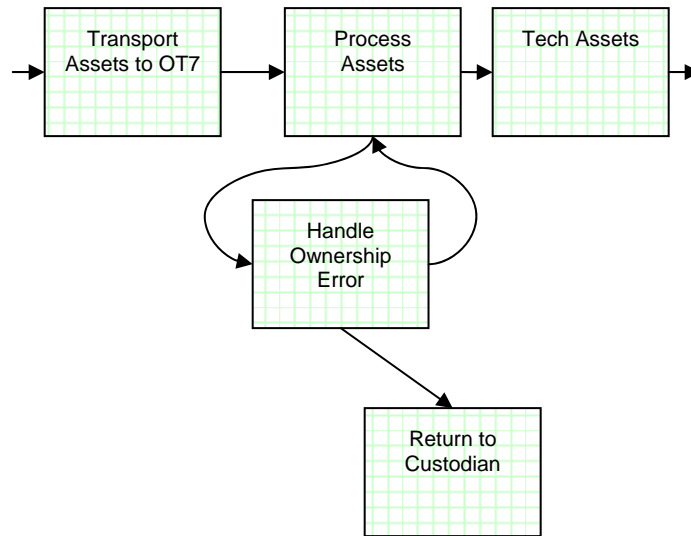 Transport
Assets to OT7
Process
Assets
Tech Assets
Handle
Ownership
Error
Return to
Custodian